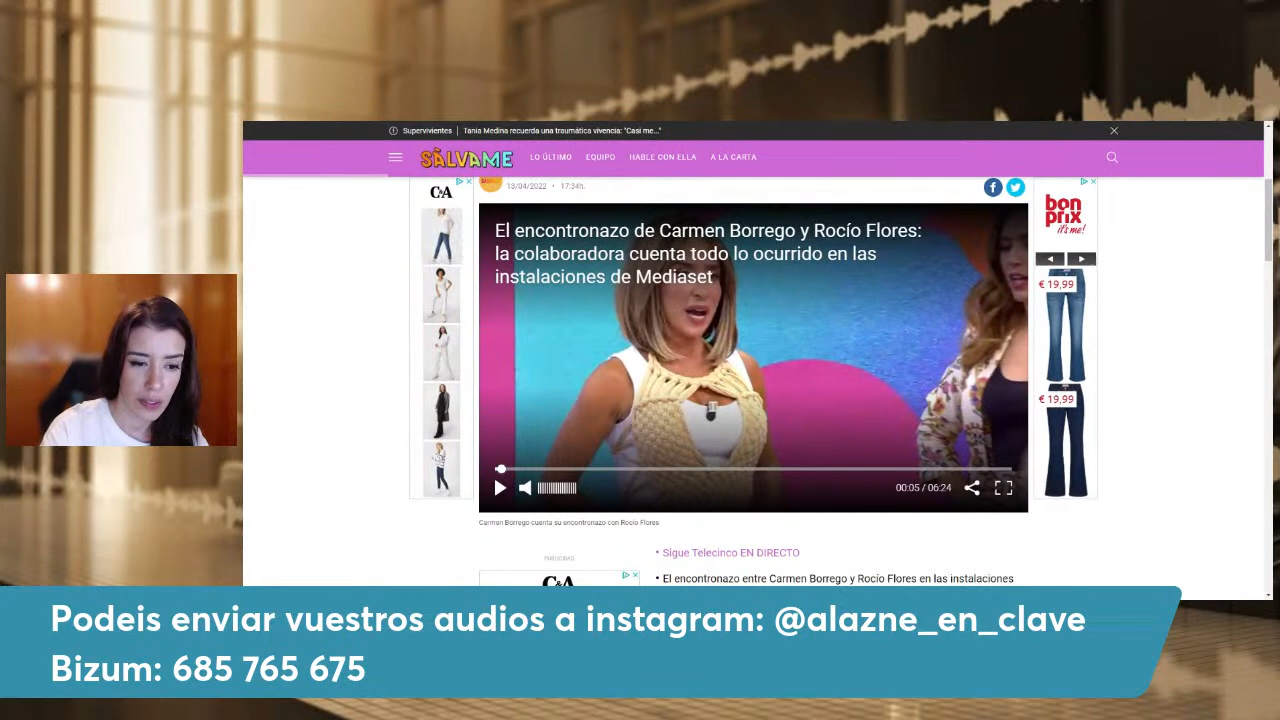 Supervivientes | Tania Medina recuerda una traumática vivencia: "Casi me..."
SÁLVAME LO ÚLTIMO EQUIPO HABLE CON ELLA A LA CARTA
13/04/2022 • 17:34h.
C&A
bon
prix
it's me!
El encontronazo de Carmen Borrego y Rocío Flores:
la colaboradora cuenta todo lo ocurrido en las
instalaciones de Mediaset
€ 19,99
€ 19,99
00:05 / 06:24
Carmen Borrego cuenta su encontronazo con Rocío Flores
PUBLICIDAD
• Sigue Telecinco EN DIRECTO
C&A
• El encontronazo entre Carmen Borrego y Rocío Flores en las instalaciones
Podeis enviar vuestros audios a instagram: @alazne_en_clave
Bizum: 685 765 675